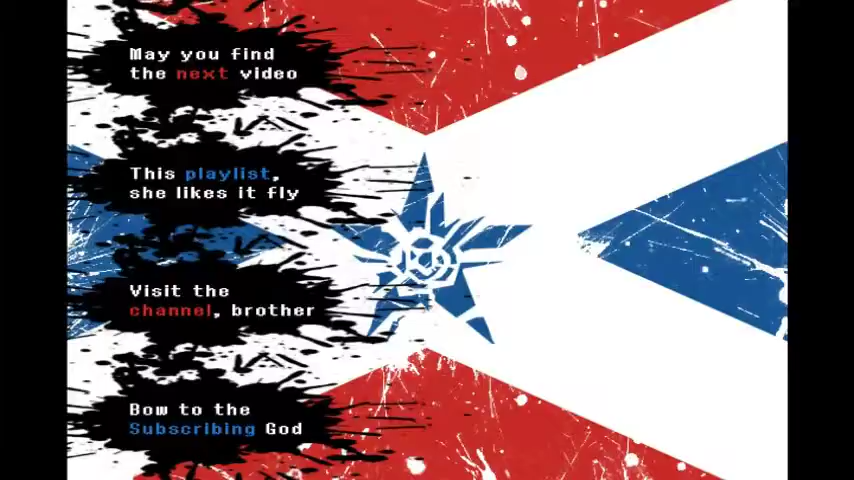 May you find
the next video
This playlist,
she likes it fly
Visit the
channel, brother
Bow to the
Subscribing God